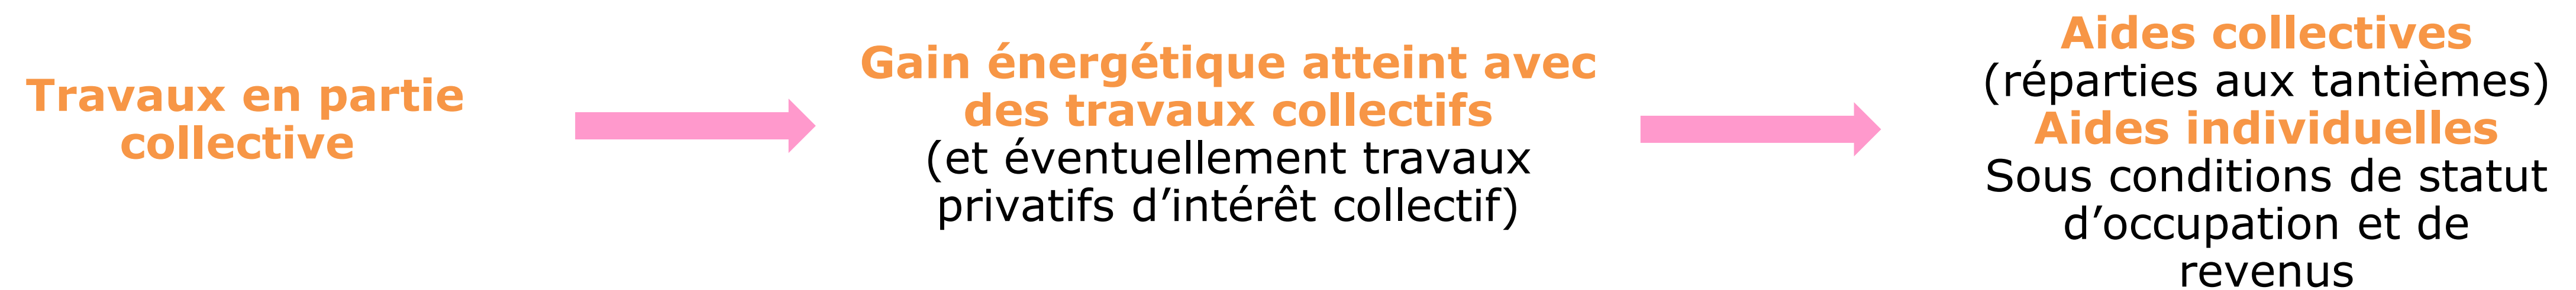 Travaux en partie
collective
Gain énergétique atteint avec
des travaux collectifs
(et éventuellement travaux
privatifs d’intérêt collectif)
Aides collectives
(réparties aux tantièmes)
Aides individuelles
Sous conditions de statut
d’occupation et de
revenus